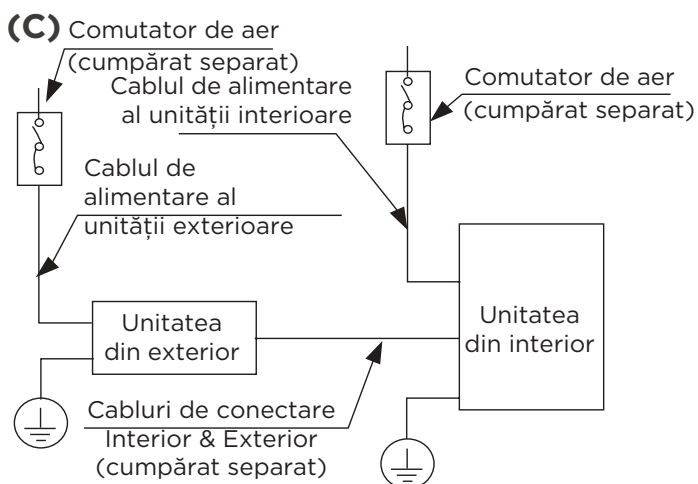 (C) Comutator de aer
(cumpărat separat)
Cablul de alimentare
al unității interioare
Comutator de aer
(cumpărat separat)
Cablul de
alimentare al
unității exterioare
Unitatea
din exterior
Unitatea
din interior
Cabluri de conectare
Interior & Exterior
(cumpărat separat)